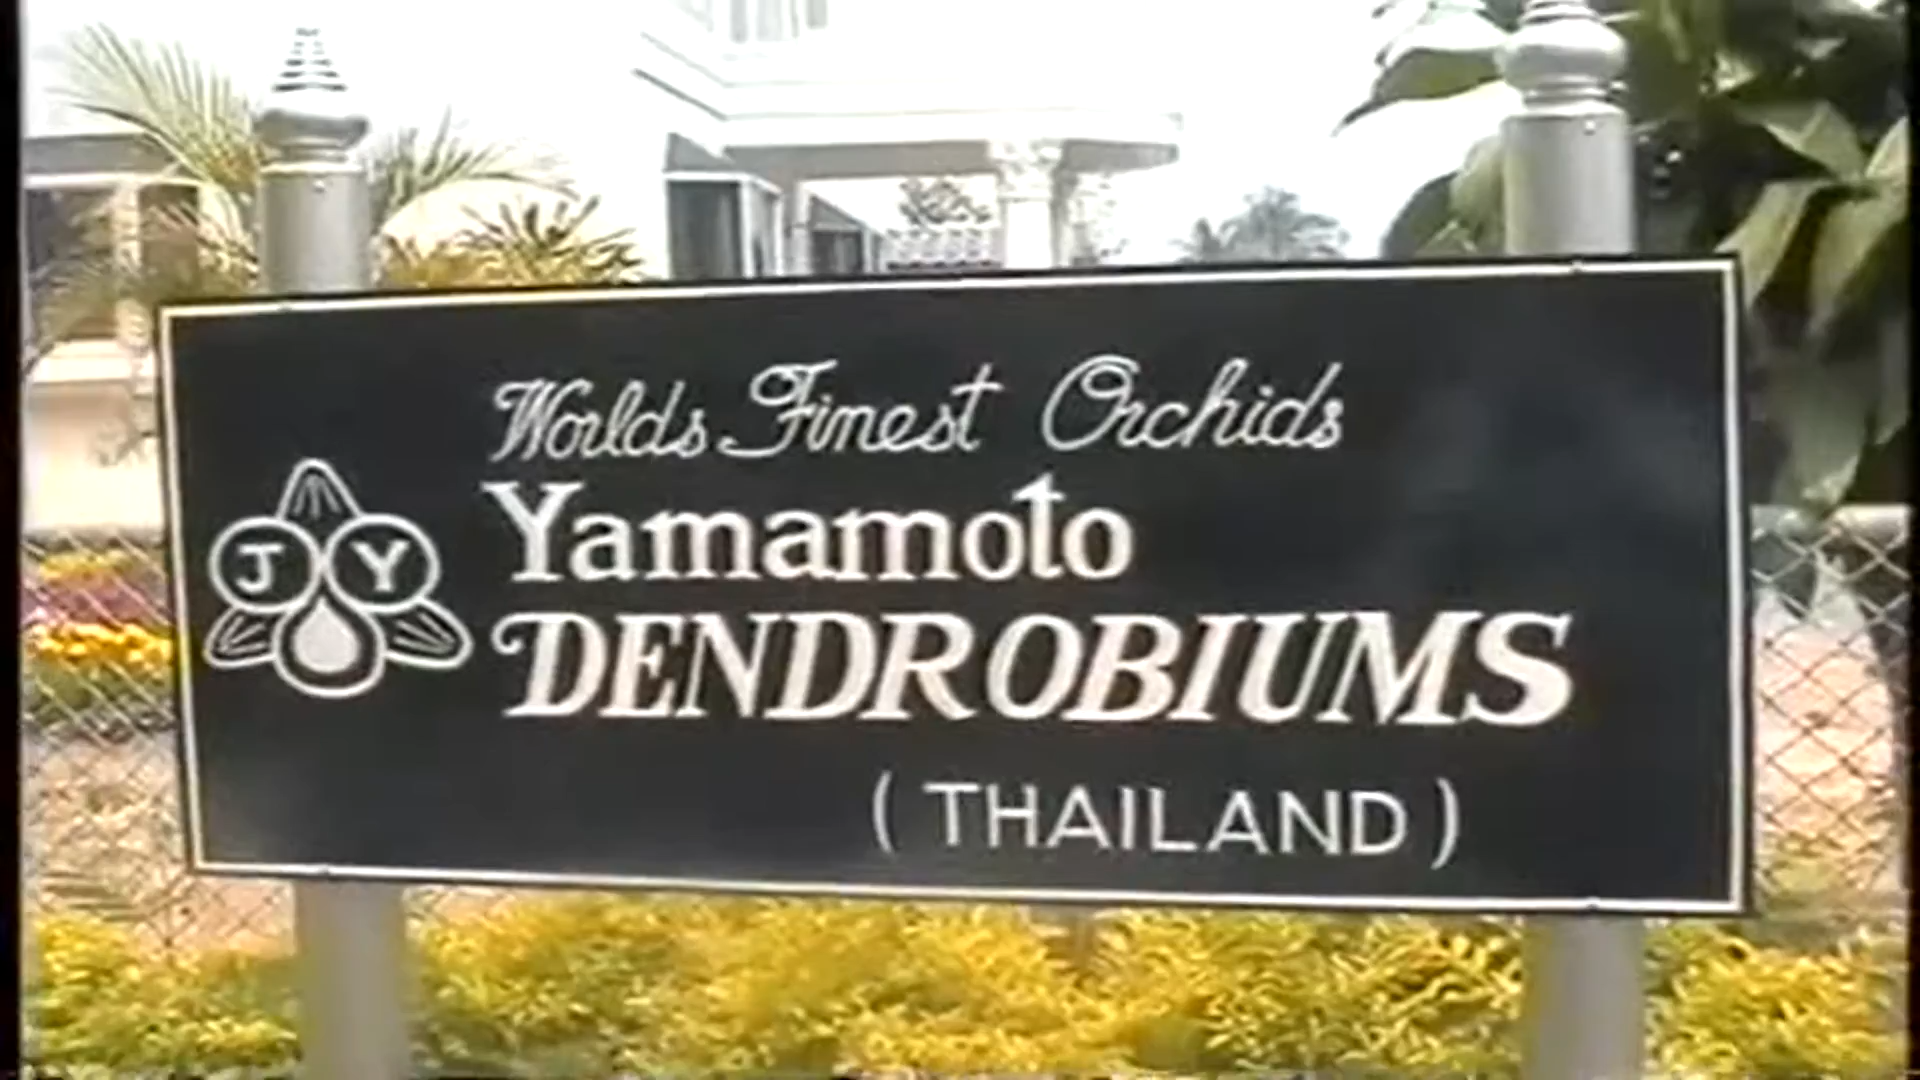 Worlds Finest Orchids
J Y
Yamamoto
DENDROBIUMS
( THAILAND )